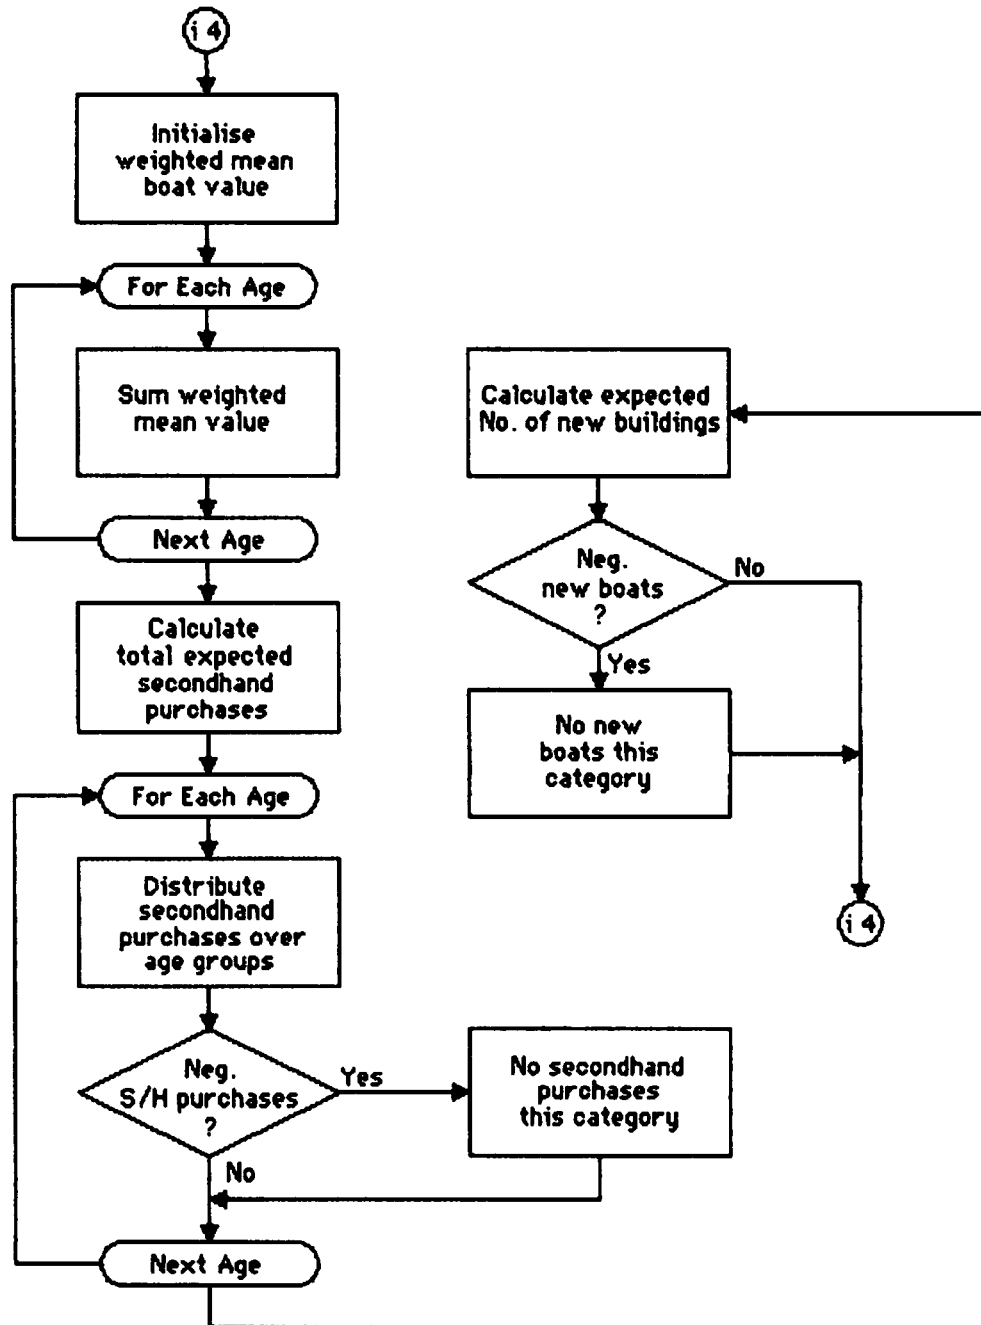 i 4
Initialise
weighted mean
boat value
For Each Age
Sum weighted
mean value
Next Age
Calculate
total expected
secondhand
purchases
For Each Age
Distribute
secondhand
purchases over
age groups
Neg.
S/H purchases
?
Yes
No
No secondhand
purchases
this category
Next Age
Calculate expected
No. of new buildings
Neg.
new boats
?
No
Yes
No new
boats this
category
i 4